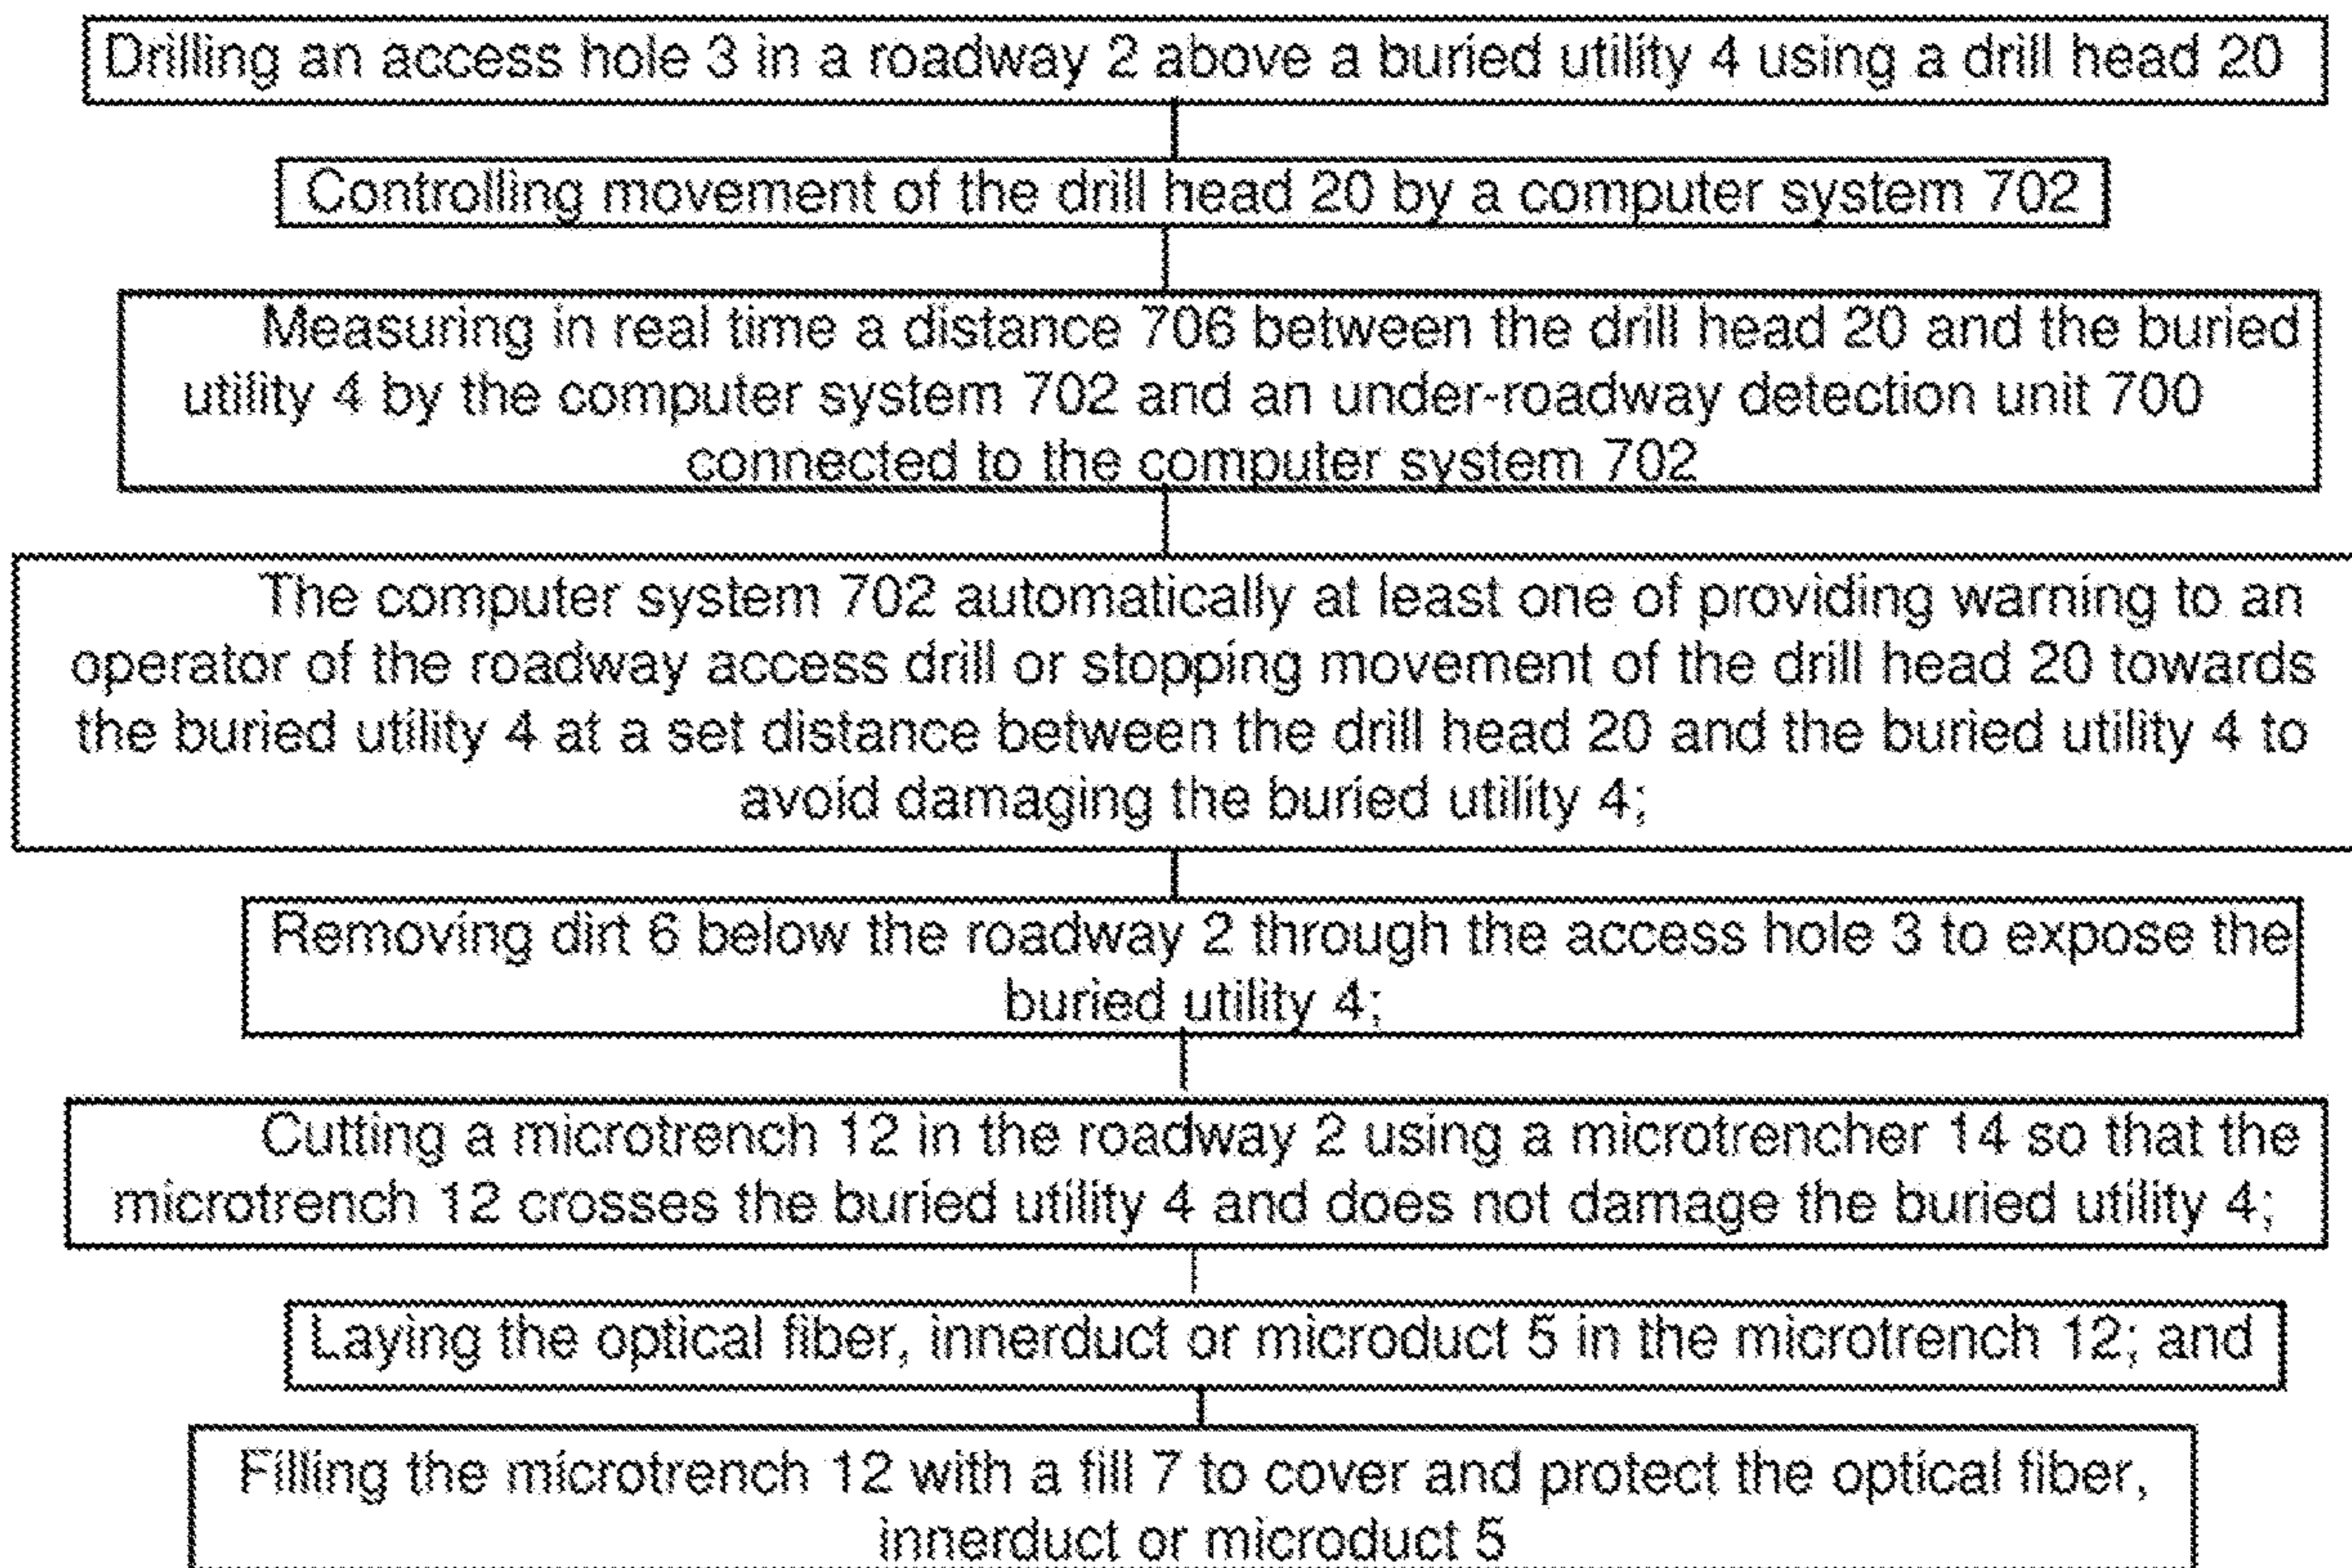 Drilling an access hole 3 in a roadway 2 above a buried utility 4 using a drill head 20
Controlling movement of the drill head 20 by a computer system 702
Measuring in real time a distance 706 between the drill head 20 and the buried
utility 4 by the computer system 702 and an under-roadway detection unit 700
connected to the computer system 702
The computer system 702 automatically at least one of providing warning to an
operator of the roadway access drill or stopping movement of the drill head 20 towards
the buried utility 4 at a set distance between the drill head 20 and the buried utility 4 to
avoid damaging the buried utility 4;
Removing dirt 6 below the roadway 2 through the access hole 3 to expose the
buried utility 4;
Cutting a microtrench 12 in the roadway 2 using a microtrencher 14 so that the
microtrench 12 crosses the buried utility 4 and does not damage the buried utility 4;
Laying the optical fiber, innerduct or microduct 5 in the microtrench 12; and
Filling the microtrench 12 with a fill 7 to cover and protect the optical fiber,
innerduct or microduct 5